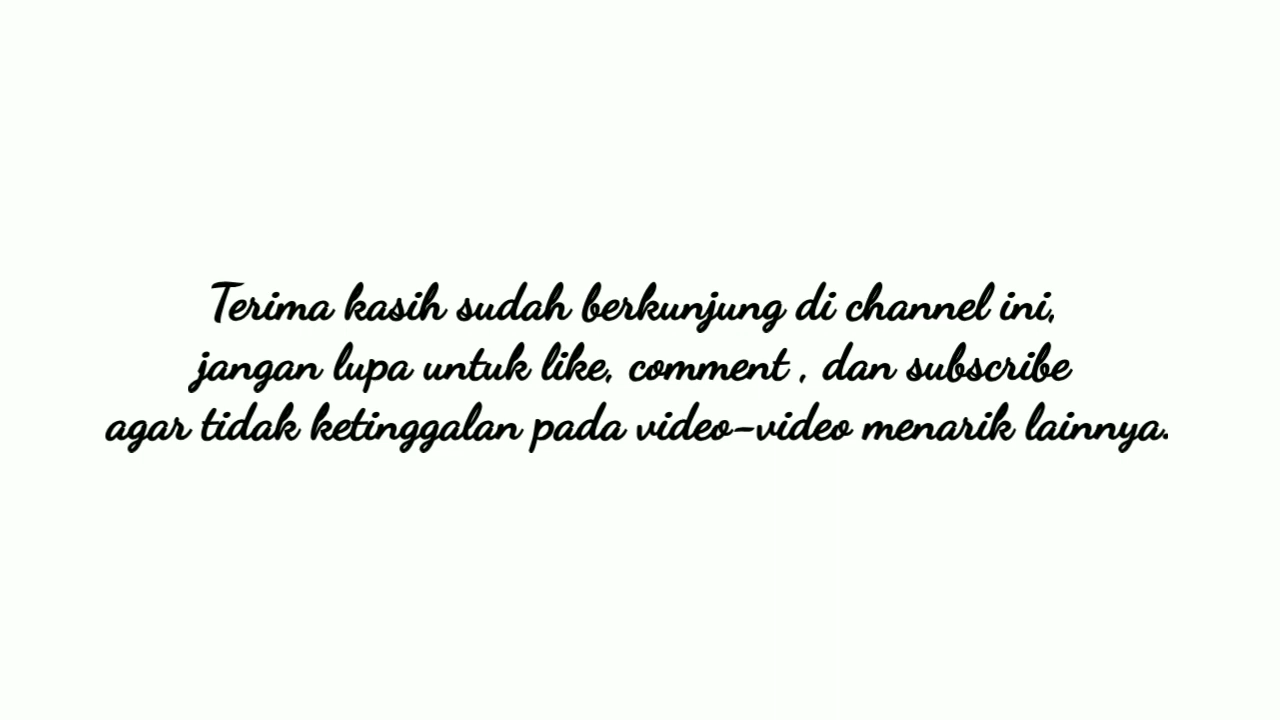 Terima kasih sudah berkunjung di channel ini,
jangan lupa untuk like, comment , dan subscribe
agar tidak ketinggalan pada video-video menarik lainnya.